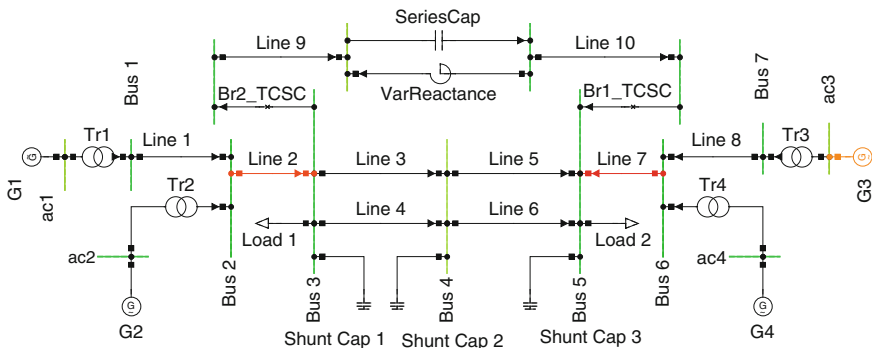 SeriesCap
Line 9
Line 10
VarReactance
Br2_TCSC
Br1_TCSC
Bus 1
Bus 7
ac3
Tr1
Line 1
Line 2
Line 3
Line 5
Line 7
Line 8
Tr3
G
G1
ac1
G
G3
Tr2
Tr4
Line 4
Line 6
Load 1
Load 2
ac2
ac4
Bus 2
Bus 3
Bus 4
Bus 5
Bus 6
G
G2
G
G4
Shunt Cap 1
Shunt Cap 2
Shunt Cap 3